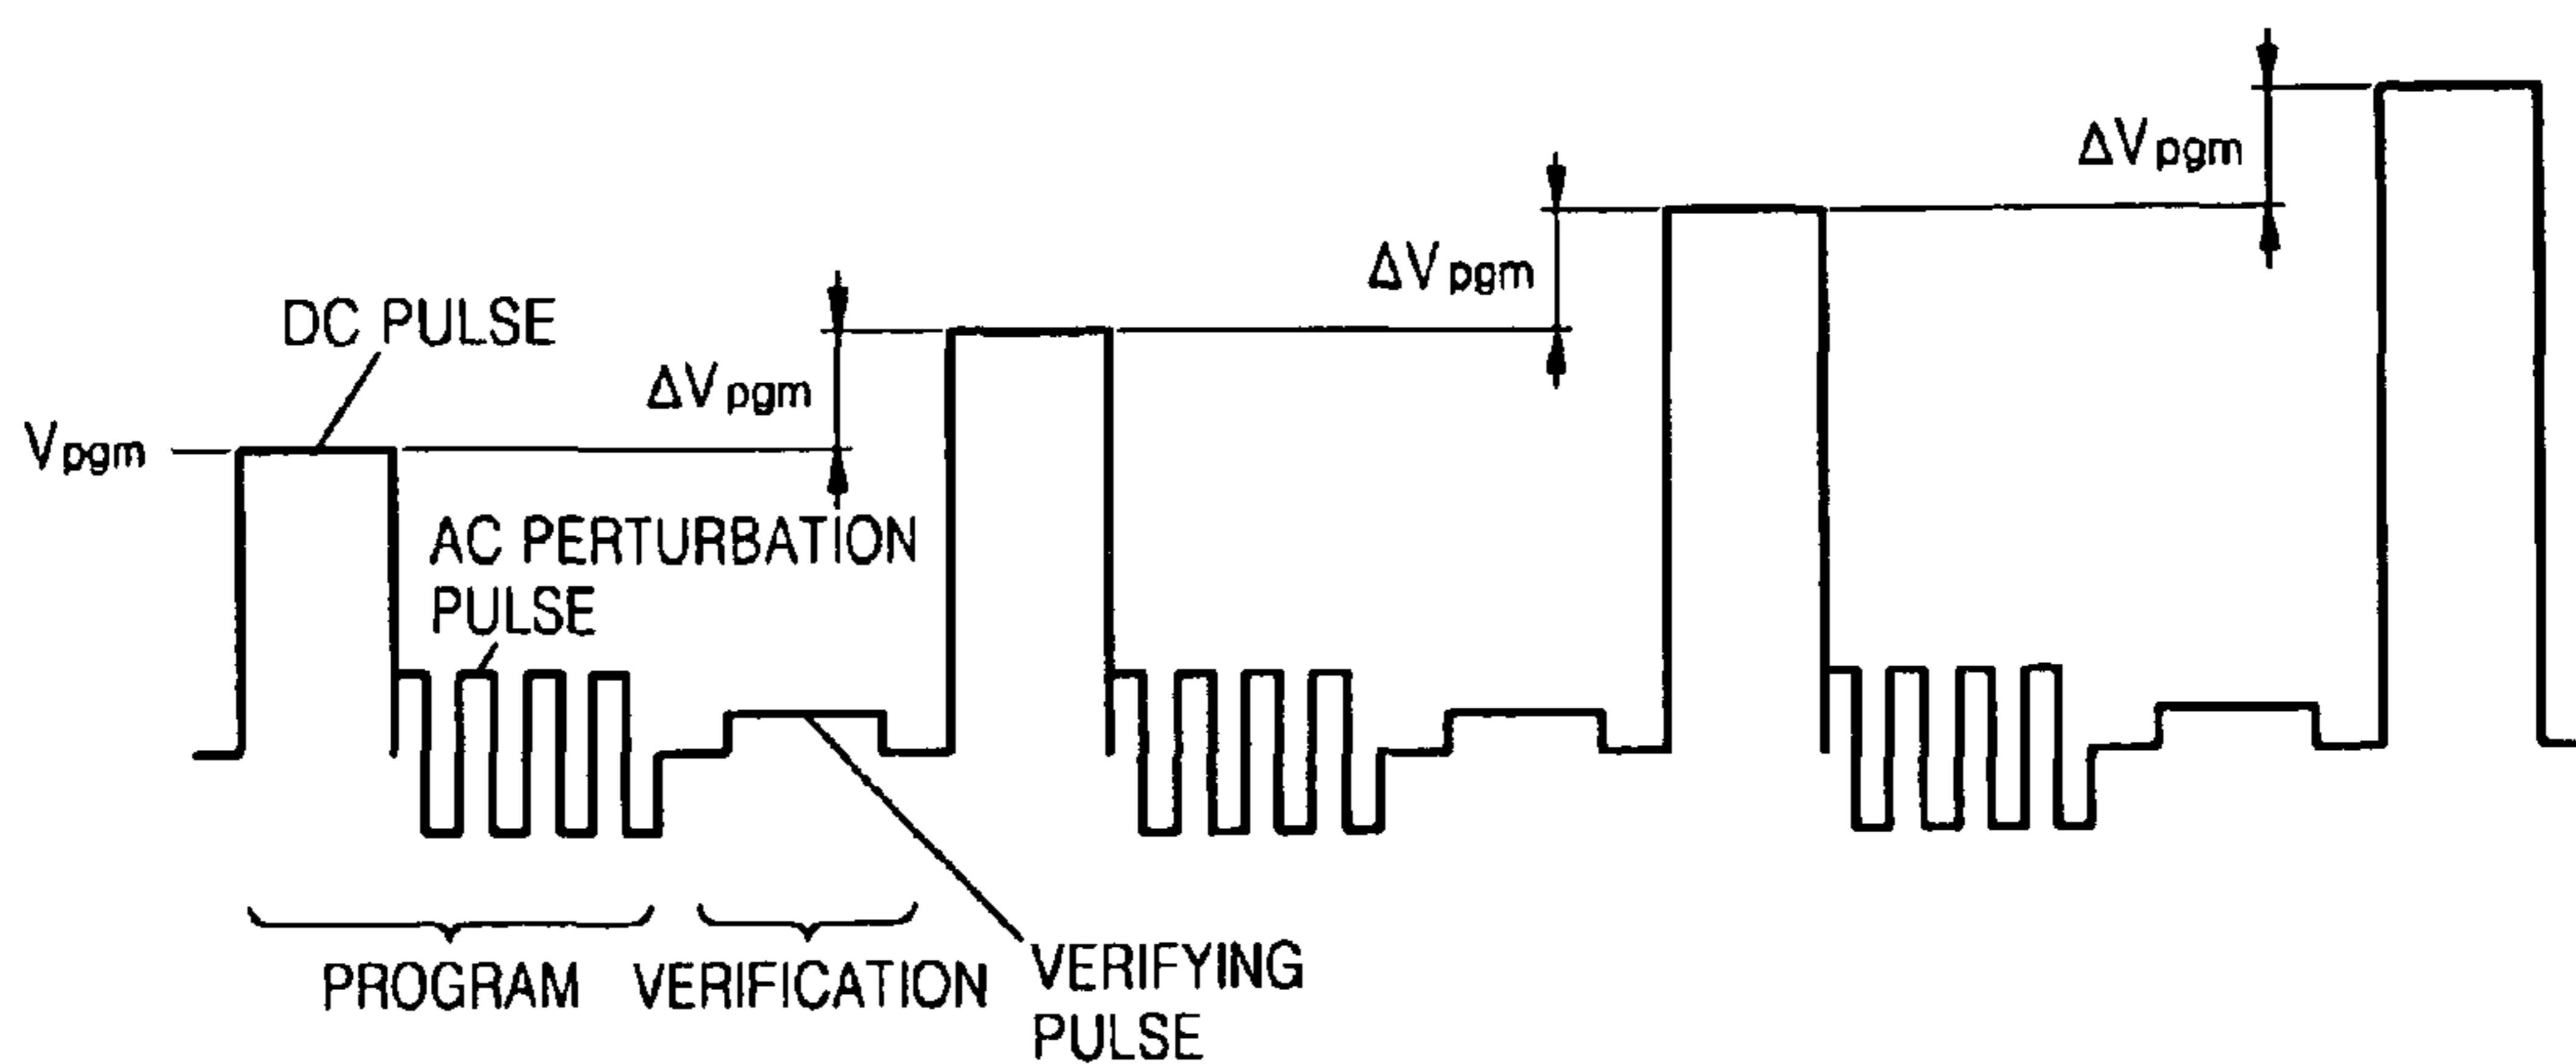 ΔVpgm
ΔVpgm
DC PULSE
ΔVpgm
Vpgm
AC PERTURBATION
PULSE
PROGRAM
VERIFICATION
VERIFYING
PULSE